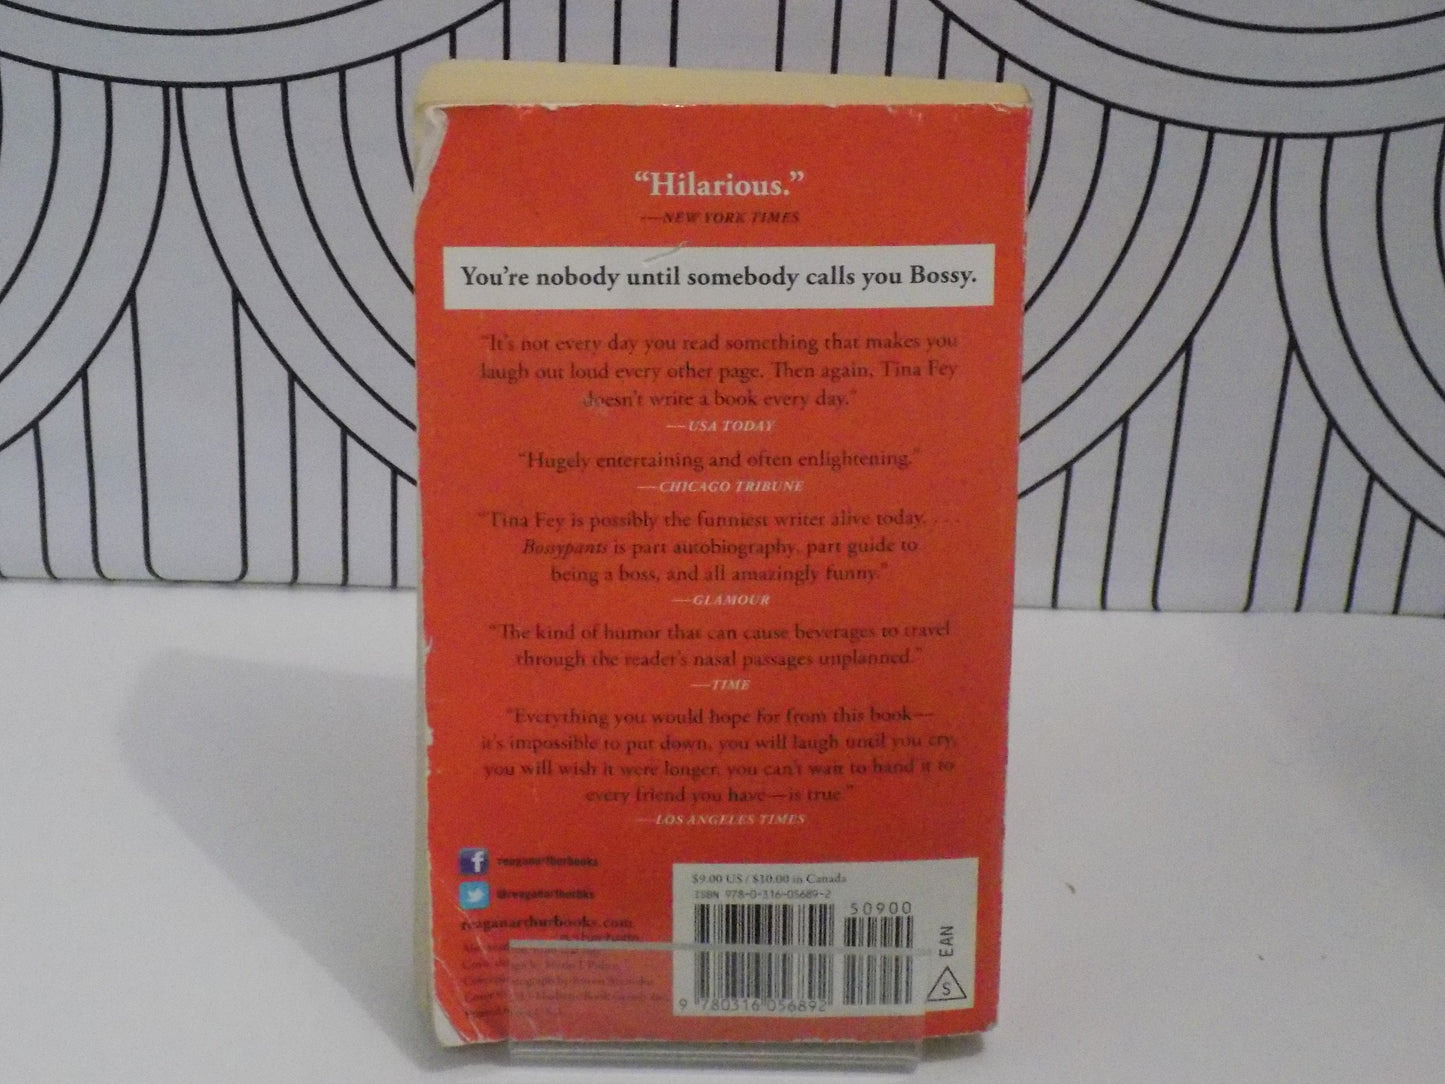 “Hilarious.”
—NEW YORK TIMES
You’re nobody until somebody calls you Bossy.
“It’s not every day you read something that makes you
laugh out loud every other page. Then again, Tina Fey
doesn’t write a book every day.”
—USA TODAY
“Hugely entertaining and often enlightening.”
—CHICAGO TRIBUNE
“Tina Fey is possibly the funniest writer alive today. . . .
Bossypants is part autobiography, part guide to
being a boss, and all amazingly funny.”
—GLAMOUR
“The kind of humor that can cause beverages to travel
through the reader’s nasal passages unplanned.”
—TIME
“Everything you would hope for from this book—
it’s impossible to put down, you will laugh until you cry,
you will wish it were longer, you can’t wait to hand it to
every friend you have—is true.”
—LOS ANGELES TIMES
f reaganarthurbooks
@reaganarthurbks
reaganarthurbooks.com
$9.00 US / $10.00 in Canada
ISBN 978-0-316-05689-2
50900
EAN
S
9 780316 056892